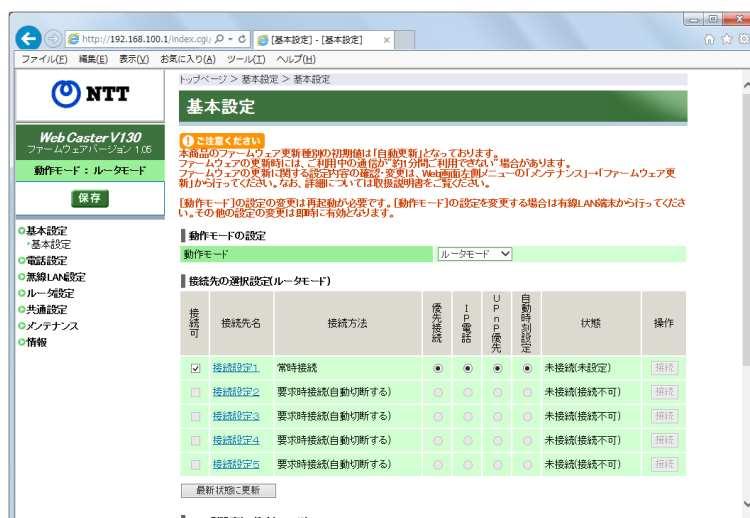 http://192.168.100.1/index.cgi/
[基本設定] - [基本設定]
ファイル(F) 編集(E) 表示(V) お気に入り(A) ツール(T) ヘルプ(H)
NTT
Web Caster V130
ファームウェアバージョン 1.05
動作モード : ルータモード
保存
基本設定
基本設定
電話設定
無線LAN設定
ルータ設定
共通設定
メンテナンス
情報
トップページ > 基本設定 > 基本設定
基本設定
ご注意ください
本商品のファームウェア更新種別の初期値は「自動更新」となっております。
ファームウェアの更新時には、ご利用中の通信が"約1分間ご利用できない"場合があります。
ファームウェアの更新に関する設定内容の確認・変更は、Web画面左側メニューの「メンテナンス」→「ファームウェア更
新」から行ってください。なお、詳細については取扱説明書をご覧ください。
[動作モード]の設定の変更は再起動が必要です。[動作モード]の設定を変更する場合は有線LAN端末から行ってくださ
い。その他の設定の変更は即時に有効となります。
動作モードの設定
動作モード ルータモード
接続先の選択設定(ルータモード)
接続可 接続先名 接続方法 優先接続 IP電話 UPnP優先 自動時刻設定 状態 操作
接続設定1 常時接続 未接続(未設定) 接続
接続設定2 要求時接続(自動切断する) 未接続(接続不可) 接続
接続設定3 要求時接続(自動切断する) 未接続(接続不可) 接続
接続設定4 要求時接続(自動切断する) 未接続(接続不可) 接続
接続設定5 要求時接続(自動切断する) 未接続(接続不可) 接続
最新状態に更新